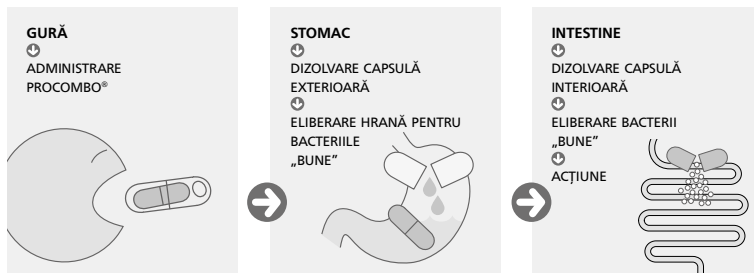 GURĂ
ADMINISTRARE
PROCOMBO®
STOMAC
DIZOLVARE CAPSULĂ
EXTERIOARĂ
ELIBERARE HRANĂ PENTRU
BACTERIILE
„BUNE”
INTESTINE
DIZOLVARE CAPSULĂ
INTERIOARĂ
ELIBERARE BACTERII
„BUNE”
ACȚIUNE